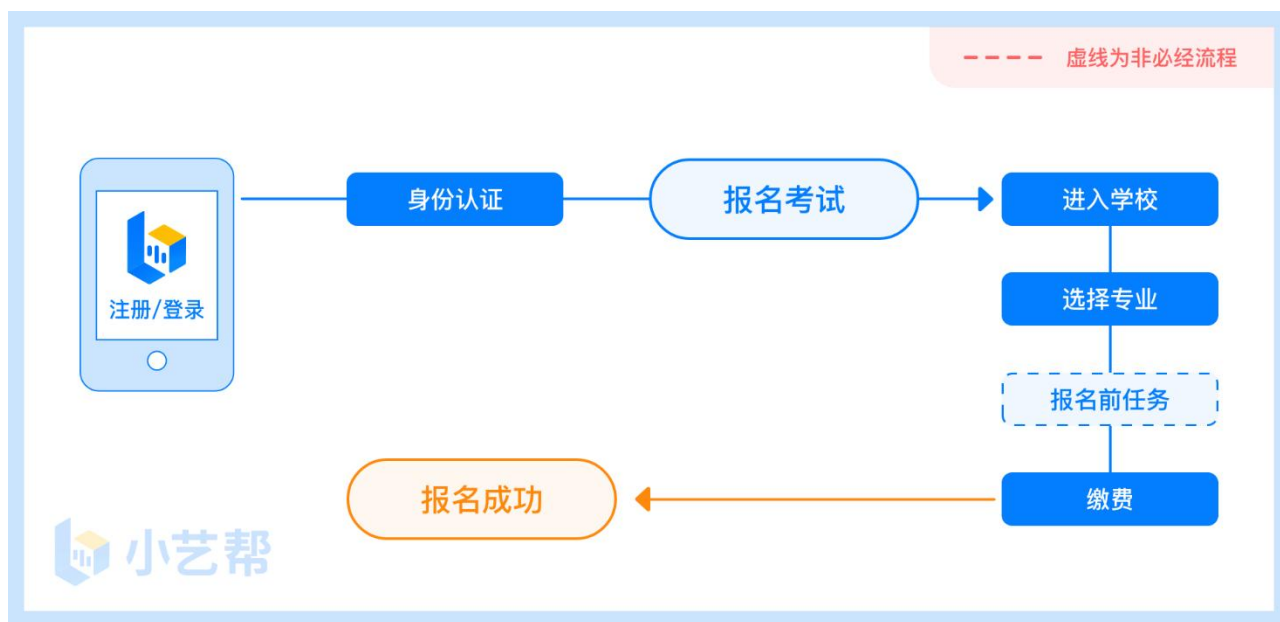 虚线为非必经流程
注册/登录
身份认证
报名考试
进入学校
选择专业
报名前任务
缴费
报名成功
小艺帮